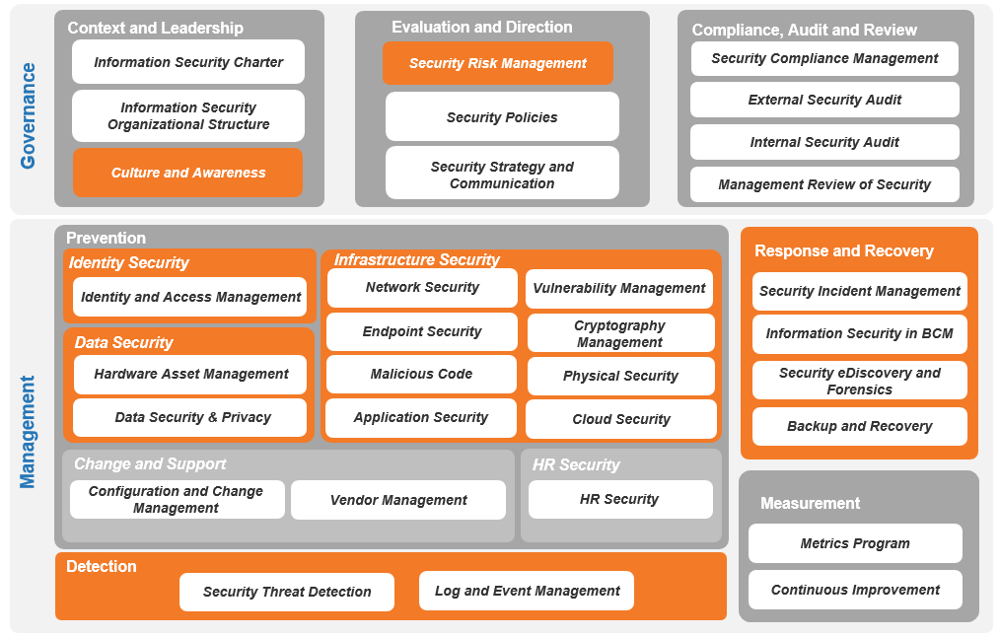 Governance
Context and Leadership
Information Security Charter
Information Security
Organizational Structure
Culture and Awareness
Evaluation and Direction
Security Risk Management
Security Policies
Security Strategy and
Communication
Compliance, Audit and Review
Security Compliance Management
External Security Audit
Internal Security Audit
Management Review of Security
Management
Prevention
Identity Security
Identity and Access Management
Data Security
Hardware Asset Management
Data Security & Privacy
Infrastructure Security
Network Security
Endpoint Security
Malicious Code
Application Security
Vulnerability Management
Cryptography
Management
Physical Security
Cloud Security
Change and Support
Configuration and Change
Management
Vendor Management
HR Security
HR Security
Detection
Security Threat Detection
Log and Event Management
Response and Recovery
Security Incident Management
Information Security in BCM
Security eDiscovery and
Forensics
Backup and Recovery
Measurement
Metrics Program
Continuous Improvement